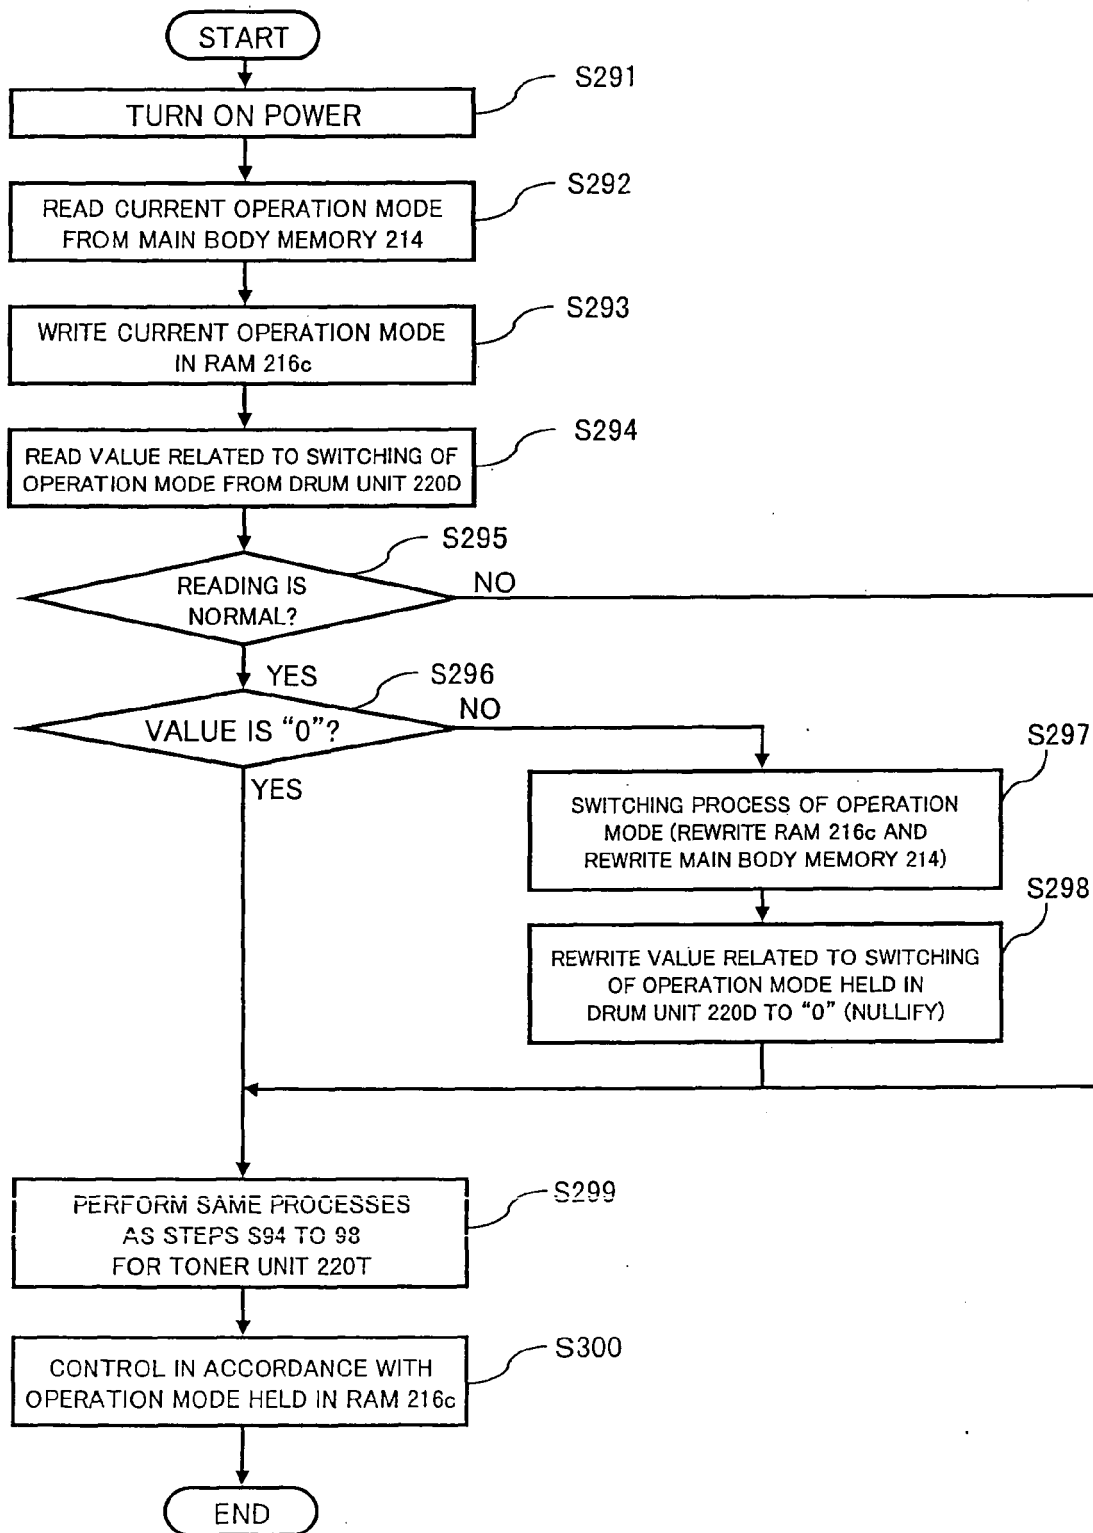 START
S291
TURN ON POWER
S292
READ CURRENT OPERATION MODE
FROM MAIN BODY MEMORY 214
S293
WRITE CURRENT OPERATION MODE
IN RAM 216c
S294
READ VALUE RELATED TO SWITCHING OF
OPERATION MODE FROM DRUM UNIT 220D
S295
READING IS
NORMAL?
NO
YES
S296
VALUE IS “0”?
NO
YES
S297
SWITCHING PROCESS OF OPERATION
MODE (REWRITE RAM 216c AND
REWRITE MAIN BODY MEMORY 214)
S298
REWRITE VALUE RELATED TO SWITCHING
OF OPERATION MODE HELD IN
DRUM UNIT 220D TO “0” (NULLIFY)
S299
PERFORM SAME PROCESSES
AS STEPS S94 TO 98
FOR TONER UNIT 220T
S300
CONTROL IN ACCORDANCE WITH
OPERATION MODE HELD IN RAM 216c
END